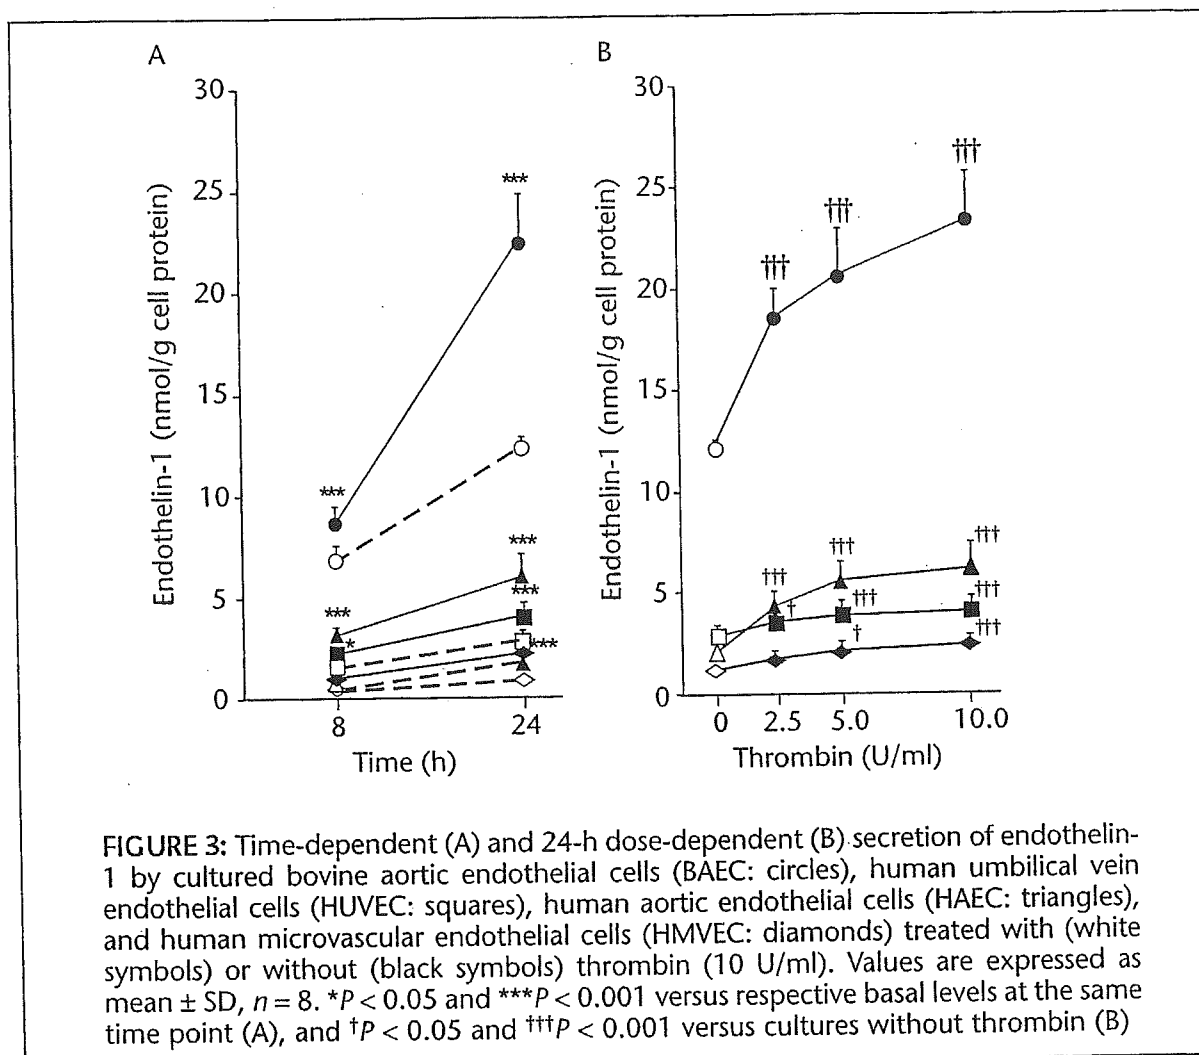 A
B
30
25
20
15
10
5
0
Endothelin-1 (nmol/g cell protein)
***
***
***
***
***
*
***
8
24
Time (h)
30
25
20
15
10
5
0
Endothelin-1 (nmol/g cell protein)
†††
†††
†††
†††
†††
†††
†
†††
†††
†
†††
0
2.5
5.0
10.0
Thrombin (U/ml)
FIGURE 3: Time-dependent (A) and 24-h dose-dependent (B) secretion of endothelin-
1 by cultured bovine aortic endothelial cells (BAEC: circles), human umbilical vein
endothelial cells (HUVEC: squares), human aortic endothelial cells (HAEC: triangles),
and human microvascular endothelial cells (HMVEC: diamonds) treated with (white
symbols) or without (black symbols) thrombin (10 U/ml). Values are expressed as
mean ± SD, n = 8. *P < 0.05 and ***P < 0.001 versus respective basal levels at the same
time point (A), and †P < 0.05 and †††P < 0.001 versus cultures without thrombin (B)